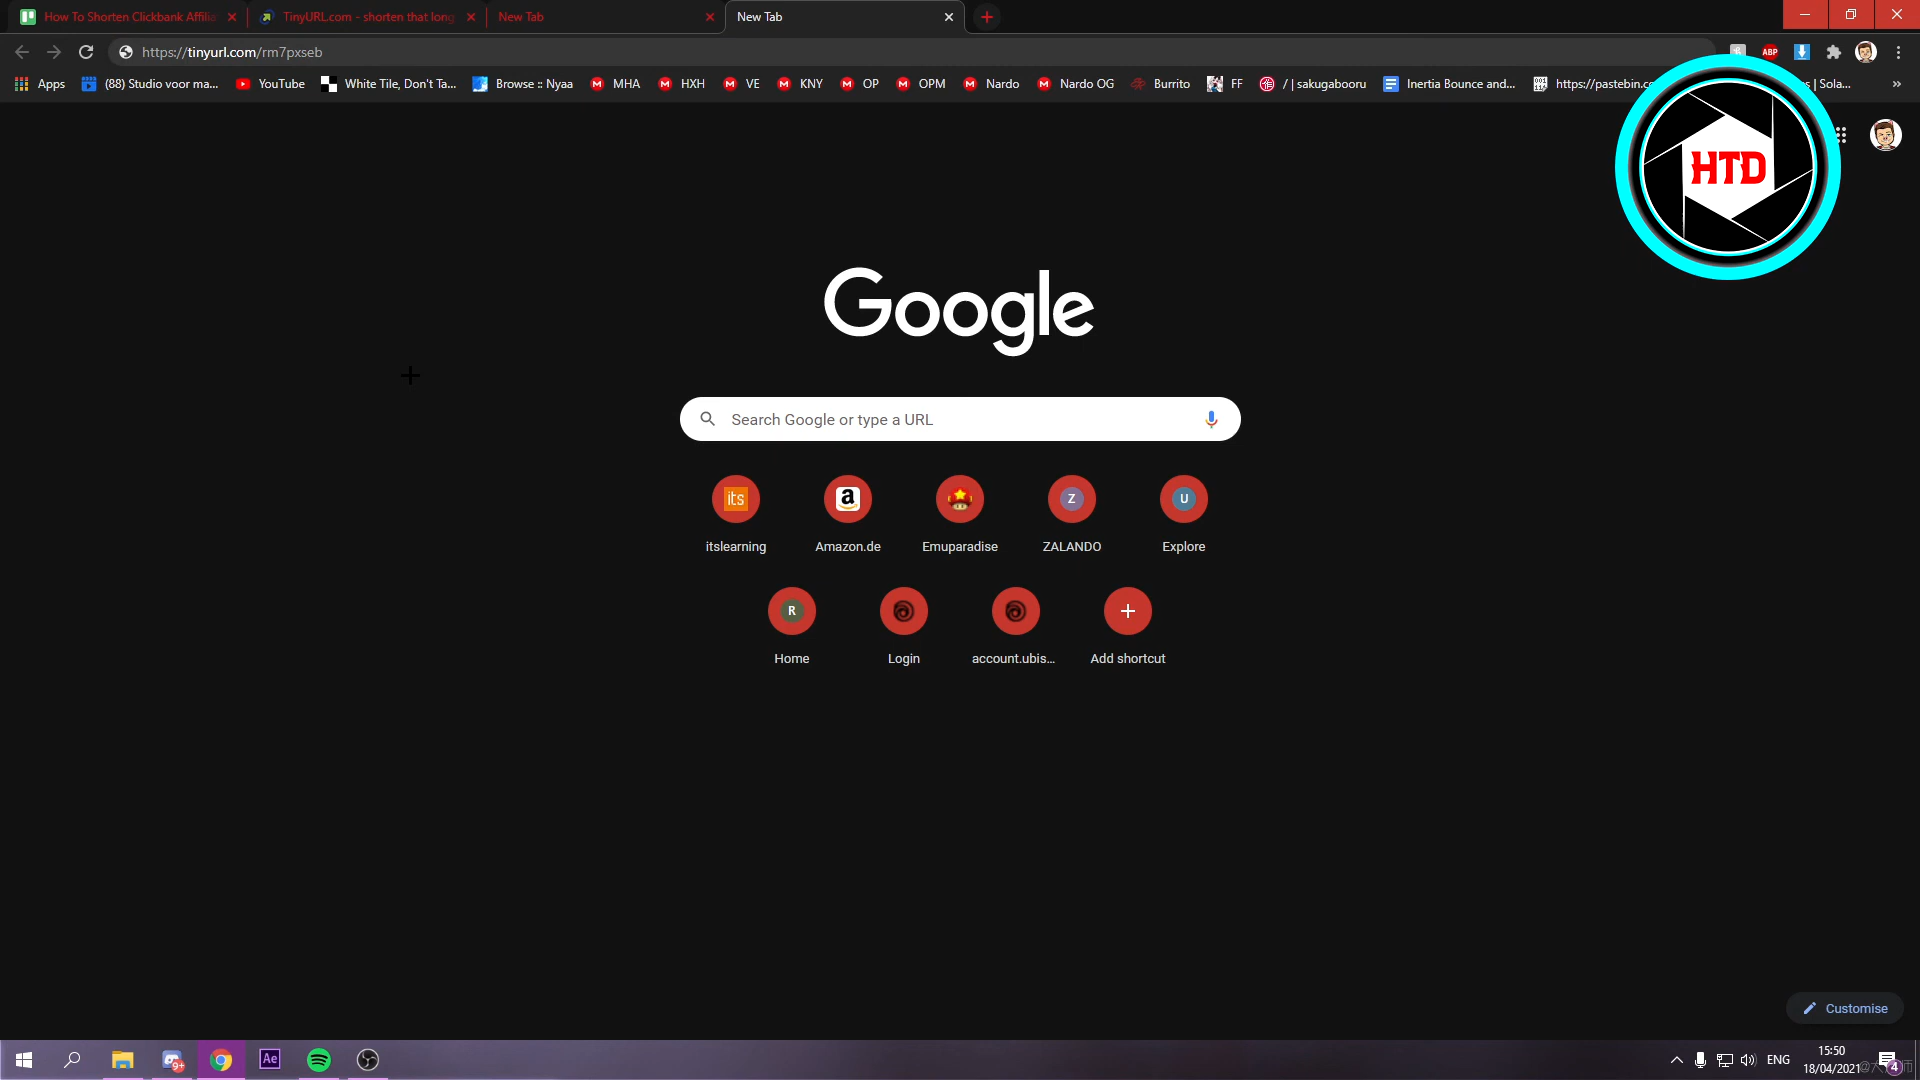 How To Shorten Clickbank Affilia
TinyURL.com - shorten that long
New Tab
New Tab
https://tinyurl.com/rm7pxseb
ABP
Apps
(88) Studio voor ma...
YouTube
White Tile, Don't Ta...
Browse :: Nyaa
MHA
HXH
VE
KNY
OP
OPM
Nardo
Nardo OG
Burrito
FF
/ | sakugabooru
Inertia Bounce and...
https://pastebin.c
| Sola...
»
HTD
Google
Search Google or type a URL
its
a
Z
U
itslearning
Amazon.de
Emuparadise
ZALANDO
Explore
R
Home
Login
account.ubis...
Add shortcut
Customise
9+
Ae
ENG
15:50
18/04/2021
4